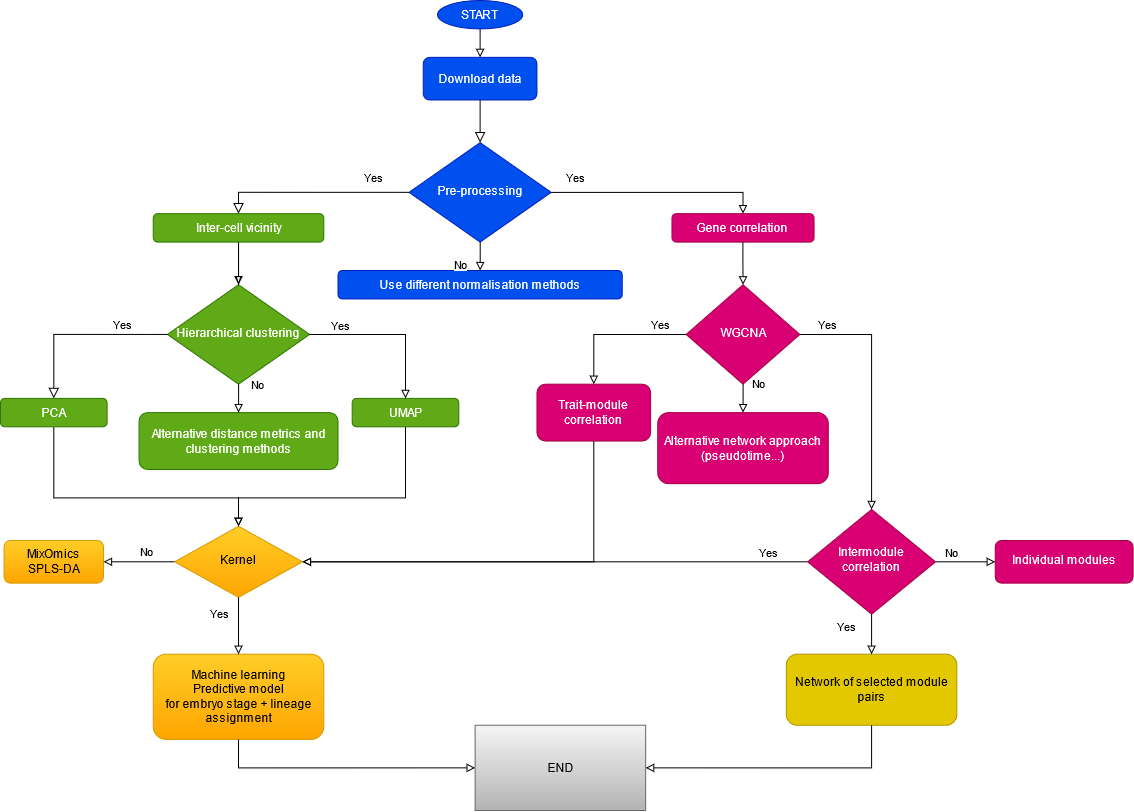 START
Download data
Pre-processing
Yes
Yes
No
Inter-cell vicinity
Gene correlation
Use different normalisation methods
Hierarchical clustering
Yes
Yes
No
WGCNA
Yes
Yes
No
PCA
Alternative distance metrics and
clustering methods
UMAP
Trait-module
correlation
Alternative network approach
(pseudotime...)
MixOmics
SPLS-DA
No
Kernel
Yes
Yes
Intermodule
correlation
No
Individual modules
Yes
Machine learning
Predictive model
for embryo stage + lineage
assignment
Network of selected module
pairs
END